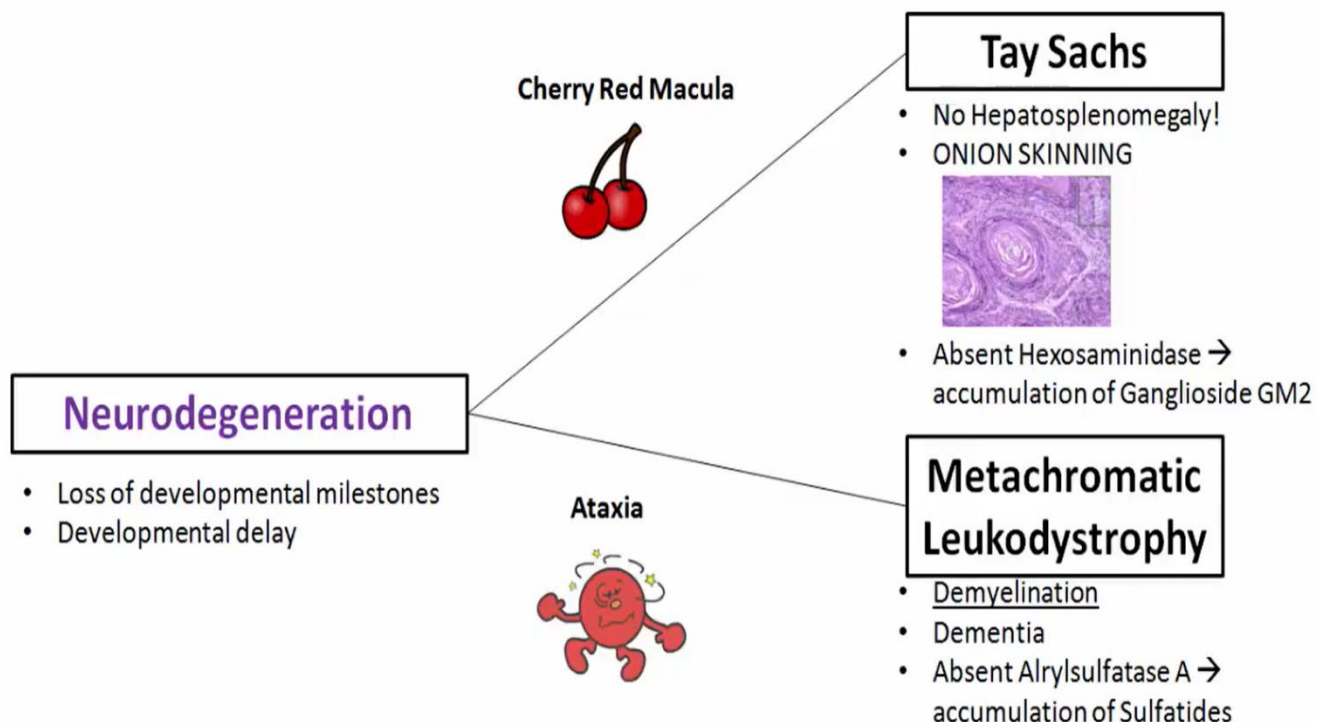 Tay Sachs
Cherry Red Macula
• No Hepatosplenomegaly!
• ONION SKINNING
• Absent Hexosaminidase →
accumulation of Ganglioside GM2
Neurodegeneration
• Loss of developmental milestones
• Developmental delay
Ataxia
Metachromatic
Leukodystrophy
• Demyelination
• Dementia
• Absent Alrylsulfatase A →
accumulation of Sulfatides